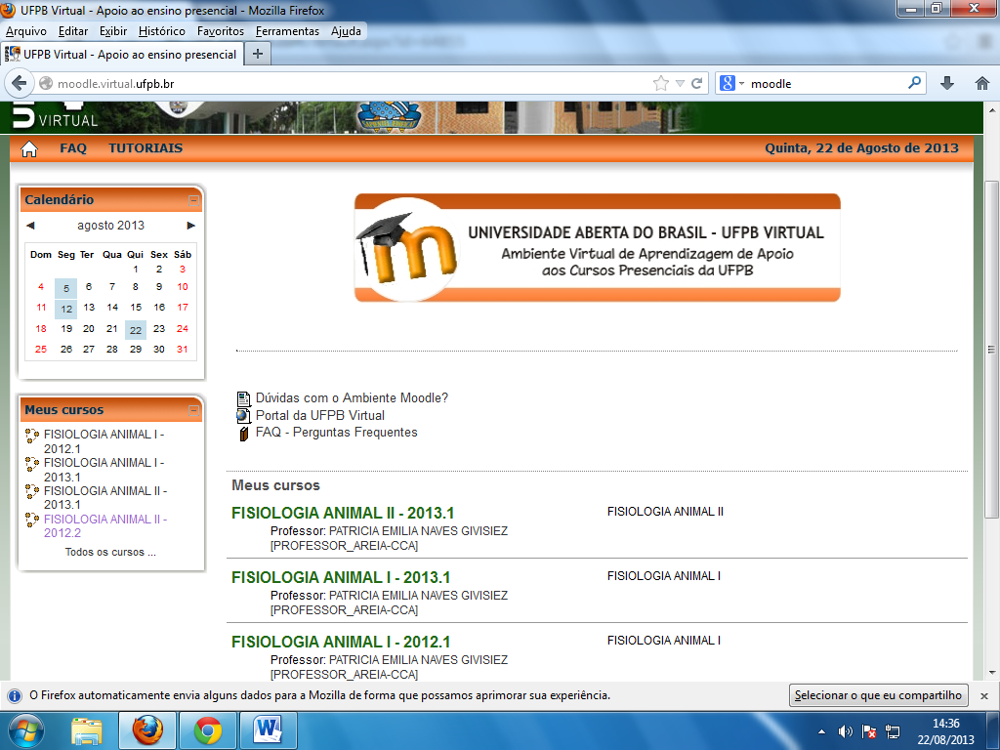 UFPB Virtual - Apoio ao ensino presencial - Mozilla Firefox
Arquivo Editar Exibir Histórico Favoritos Ferramentas Ajuda
UFPB Virtual - Apoio ao ensino presencial
moodle.virtual.ufpb.br
moodle
VIRTUAL
FAQ TUTORIAIS Quinta, 22 de Agosto de 2013
Calendário
agosto 2013
Dom Seg Ter Qua Qui Sex Sáb
1 2 3
4 5 6 7 8 9 10
11 12 13 14 15 16 17
18 19 20 21 22 23 24
25 26 27 28 29 30 31
Meus cursos
FISIOLOGIA ANIMAL I -
2012.1
FISIOLOGIA ANIMAL I -
2013.1
FISIOLOGIA ANIMAL II -
2013.1
FISIOLOGIA ANIMAL II -
2012.2
Todos os cursos ...
m
UNIVERSIDADE ABERTA DO BRASIL - UFPB VIRTUAL
Ambiente Virtual de Aprendizagem de Apoio
aos Cursos Presenciais da UFPB
Dúvidas com o Ambiente Moodle?
Portal da UFPB Virtual
FAQ - Perguntas Frequentes
Meus cursos
FISIOLOGIA ANIMAL II - 2013.1 FISIOLOGIA ANIMAL II
Professor: PATRICIA EMILIA NAVES GIVISIEZ
[PROFESSOR_AREIA-CCA]
FISIOLOGIA ANIMAL I - 2013.1 FISIOLOGIA ANIMAL I
Professor: PATRICIA EMILIA NAVES GIVISIEZ
[PROFESSOR_AREIA-CCA]
FISIOLOGIA ANIMAL I - 2012.1 FISIOLOGIA ANIMAL I
Professor: PATRICIA EMILIA NAVES GIVISIEZ
[PROFESSOR_AREIA-CCA]
O Firefox automaticamente envia alguns dados para a Mozilla de forma que possamos aprimorar sua experiência. Selecionar o que eu compartilho
14:36
22/08/2013